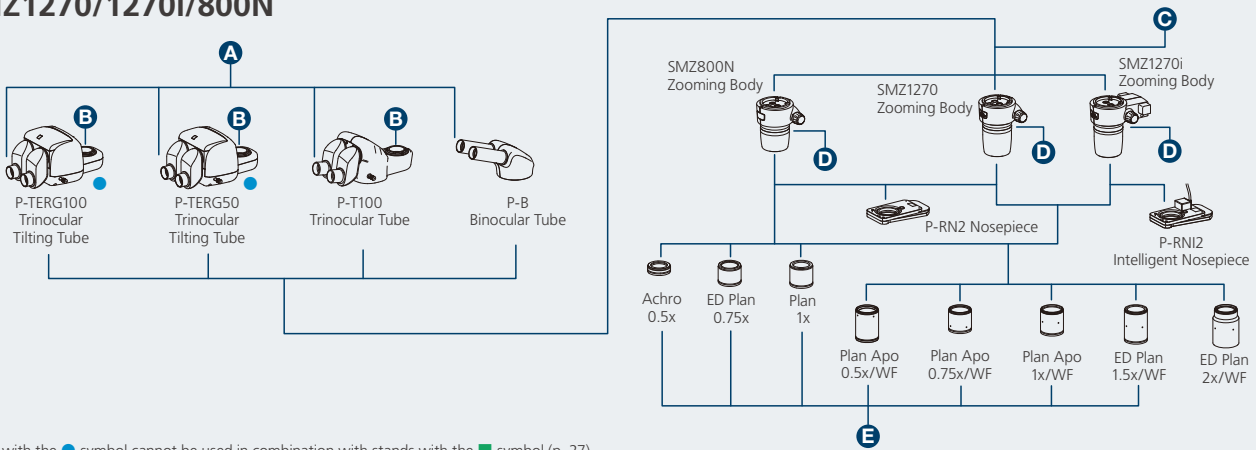 MZ1270/1270i/800N
A
C
B
B
B
SMZ800N
Zooming Body
SMZ1270
Zooming Body
SMZ1270i
Zooming Body
D
D
D
P-TERG100
Trinocular
Tilting Tube
P-TERG50
Trinocular
Tilting Tube
P-T100
Trinocular Tube
P-B
Binocular Tube
P-RN2 Nosepiece
P-RNI2
Intelligent Nosepiece
Achro
0.5x
ED Plan
0.75x
Plan
1x
Plan Apo
0.5x/WF
Plan Apo
0.75x/WF
Plan Apo
1x/WF
ED Plan
1.5x/WF
ED Plan
2x/WF
E
with the ● symbol cannot be used in combination with stands with the ■ symbol (p. 27)